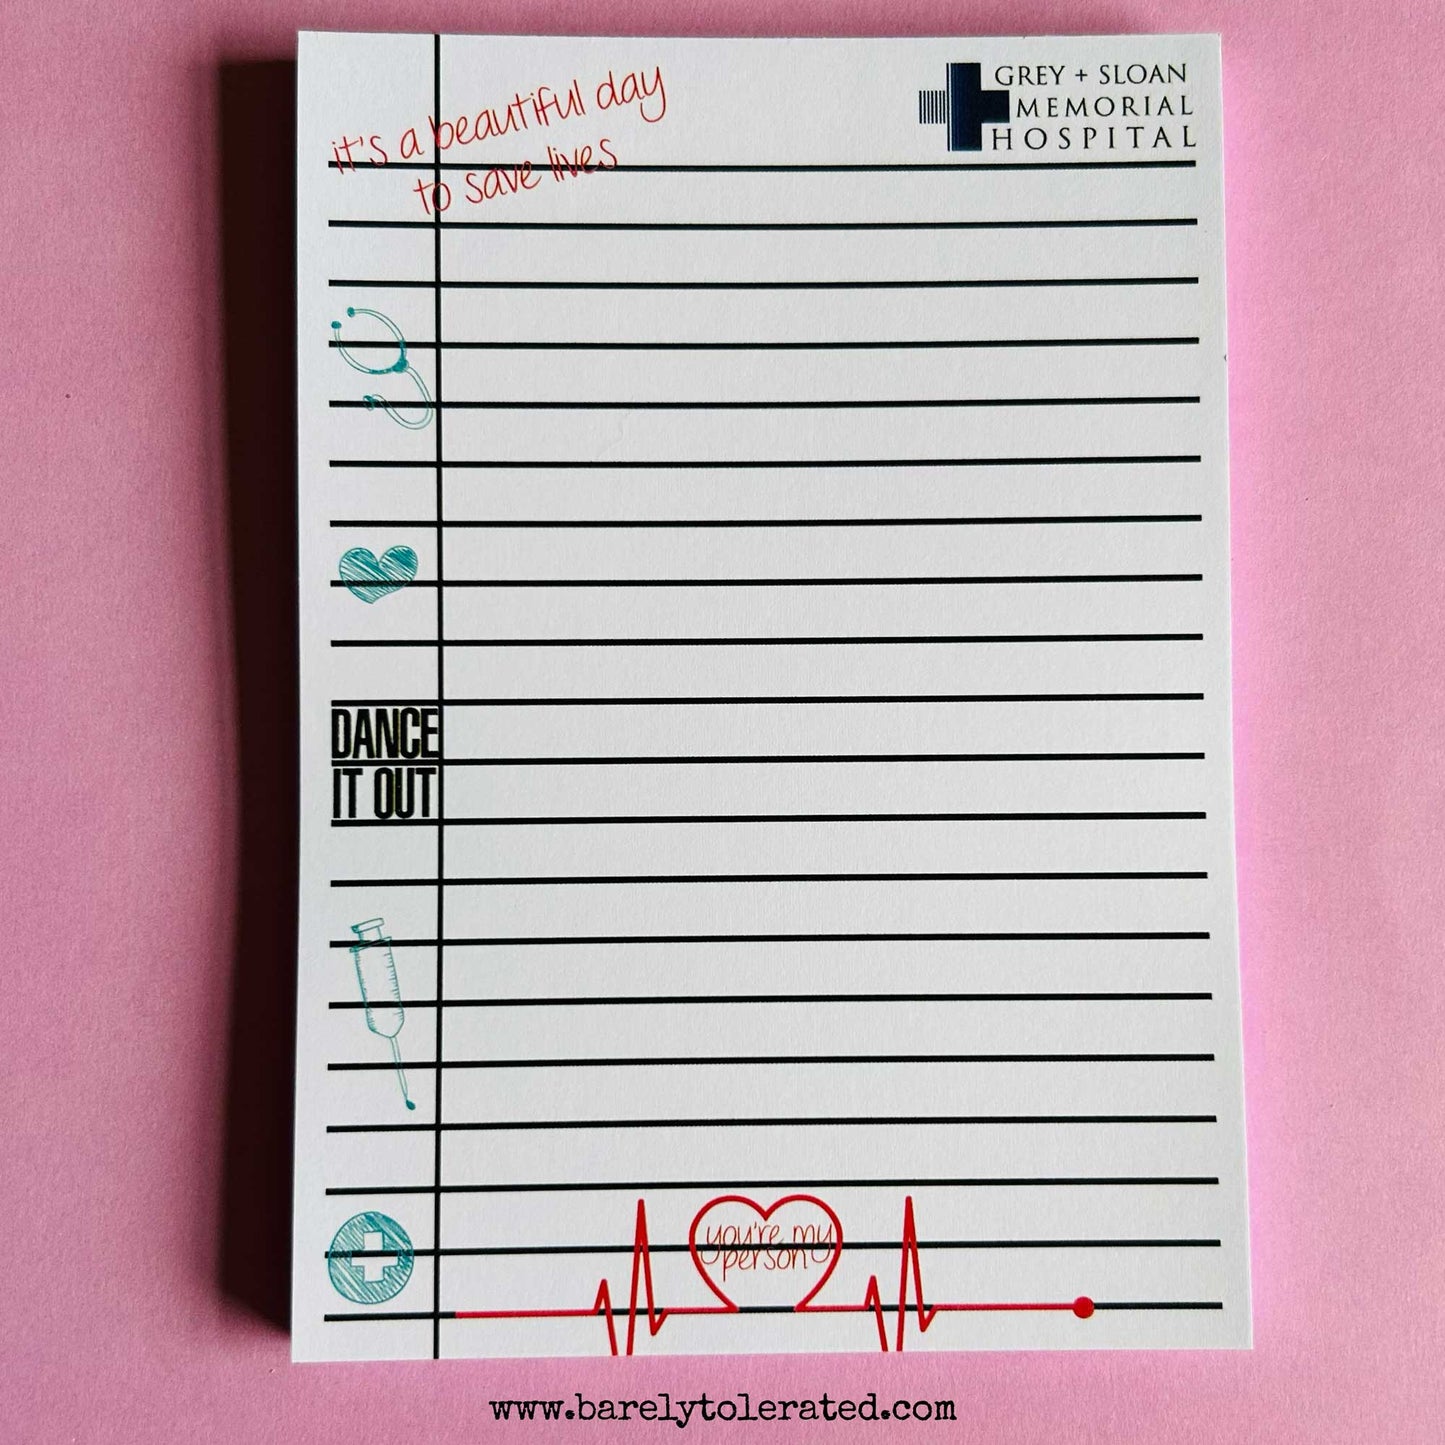 it's a beautiful day
to save lives
GREY + SLOAN
MEMORIAL
HOSPITAL
DANCE
IT OUT
you're my
person
www.barelytolerated.com